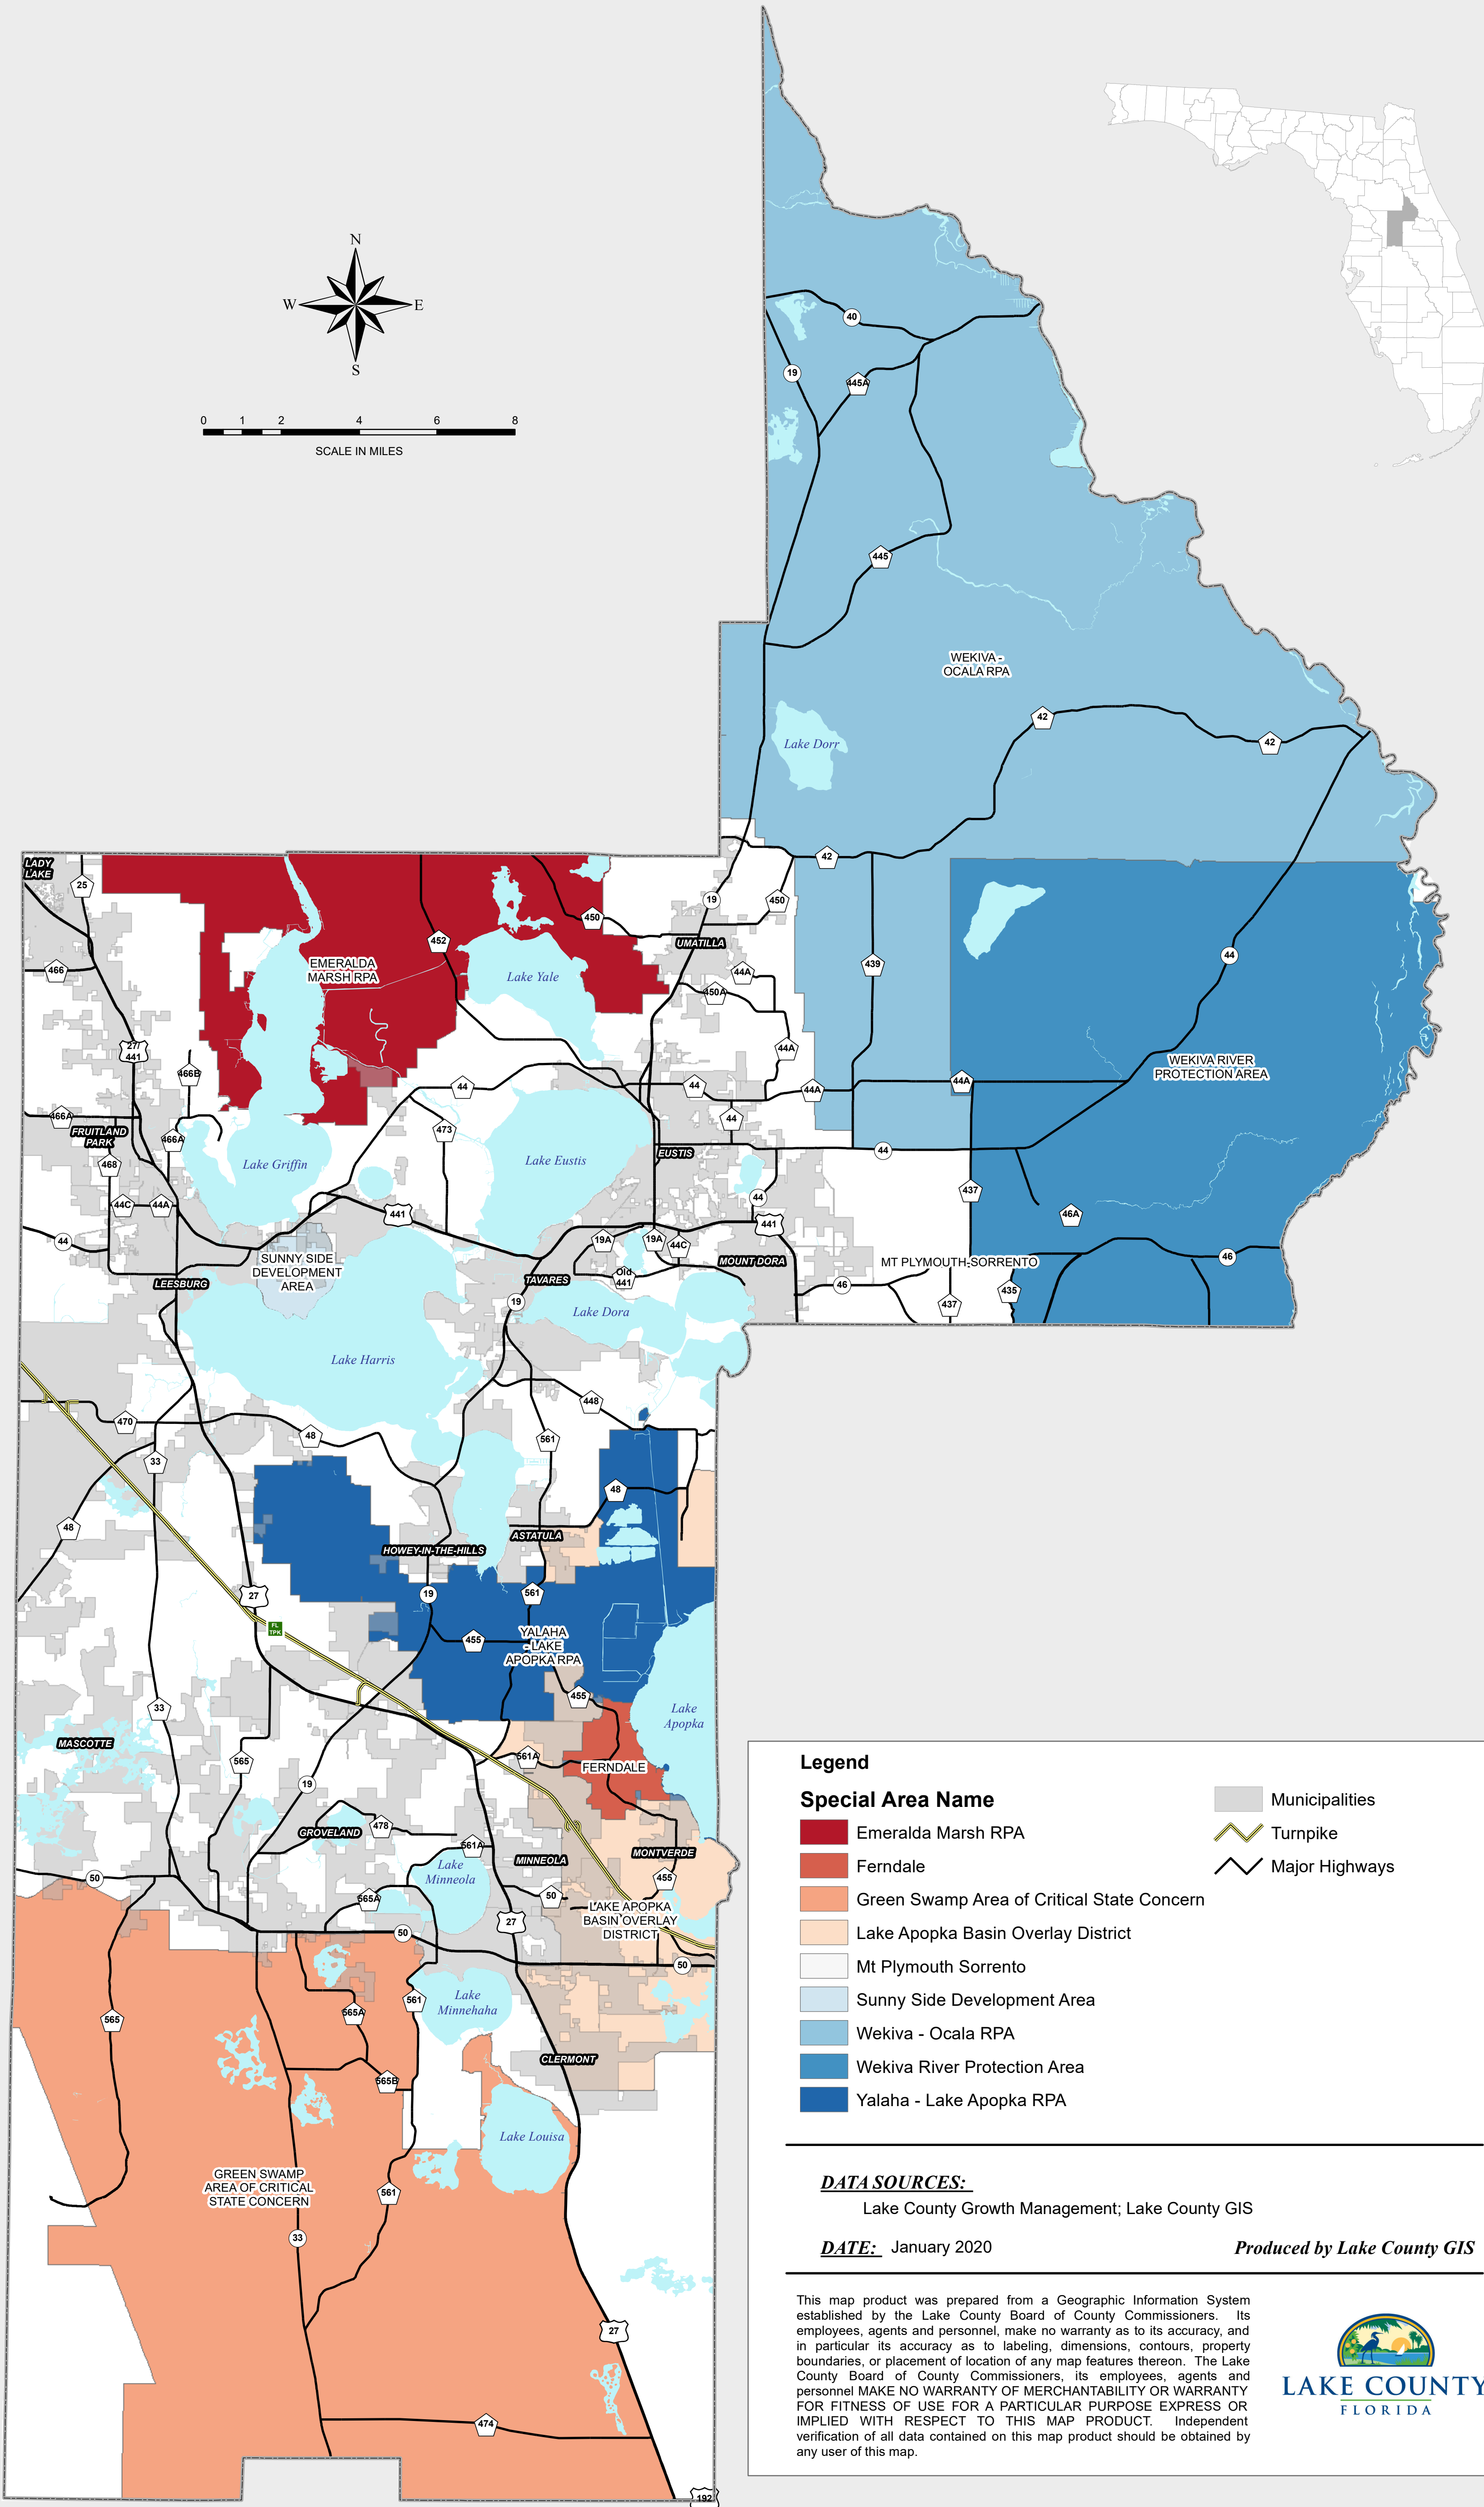 N
W
E
S
0 1 2 4 6 8
SCALE IN MILES
40
19
445A
445
WEKIVA -
OCALA RPA
42
42
Lake Dorr
42
LADY
LAKE
25
19
450
450
452
UMATILLA
EMERALDA
MARSH RPA
Lake Yale
466
44A
450A
439
44
27/
441
44A
466B
WEKIVA RIVER
PROTECTION AREA
44
44
44A
44A
466A
FRUITLAND
PARK
466A
473
44
EUSTIS
44
468
Lake Griffin
Lake Eustis
44C
44A
44
437
46A
441
441
44
19A
19A
44C
SUNNY SIDE
DEVELOPMENT
AREA
MOUNT DORA
MT PLYMOUTH-SORRENTO
46
LEESBURG
TAVARES
Old
441
46
435
437
19
Lake Dora
Lake Harris
448
470
48
561
33
48
48
ASTATULA
HOWEY-IN-THE-HILLS
27
19
561
FL
TPK
455
YALAHA
- LAKE
APOPKA RPA
455
33
Lake
Apopka
MASCOTTE
565
561A
FERNDALE
19
GROVELAND
478
561A
MINNEOLA
MONTVERDE
50
Lake
Minneola
455
565A
50
27
LAKE APOPKA
BASIN OVERLAY
DISTRICT
50
50
565
565A
561
Lake
Minnehaha
CLERMONT
565B
Lake Louisa
GREEN SWAMP
AREA OF CRITICAL
STATE CONCERN
561
33
27
474
192
Legend
Special Area Name
Emeralda Marsh RPA
Ferndale
Green Swamp Area of Critical State Concern
Lake Apopka Basin Overlay District
Mt Plymouth Sorrento
Sunny Side Development Area
Wekiva - Ocala RPA
Wekiva River Protection Area
Yalaha - Lake Apopka RPA
Municipalities
Turnpike
Major Highways
DATA SOURCES:
Lake County Growth Management; Lake County GIS
DATE: January 2020
Produced by Lake County GIS
This map product was prepared from a Geographic Information System
established by the Lake County Board of County Commissioners. Its
employees, agents and personnel, make no warranty as to its accuracy, and
in particular its accuracy as to labeling, dimensions, contours, property
boundaries, or placement of location of any map features thereon. The Lake
County Board of County Commissioners, its employees, agents and
personnel MAKE NO WARRANTY OF MERCHANTABILITY OR WARRANTY
FOR FITNESS OF USE FOR A PARTICULAR PURPOSE EXPRESS OR
IMPLIED WITH RESPECT TO THIS MAP PRODUCT. Independent
verification of all data contained on this map product should be obtained by
any user of this map.
LAKE COUNTY
FLORIDA